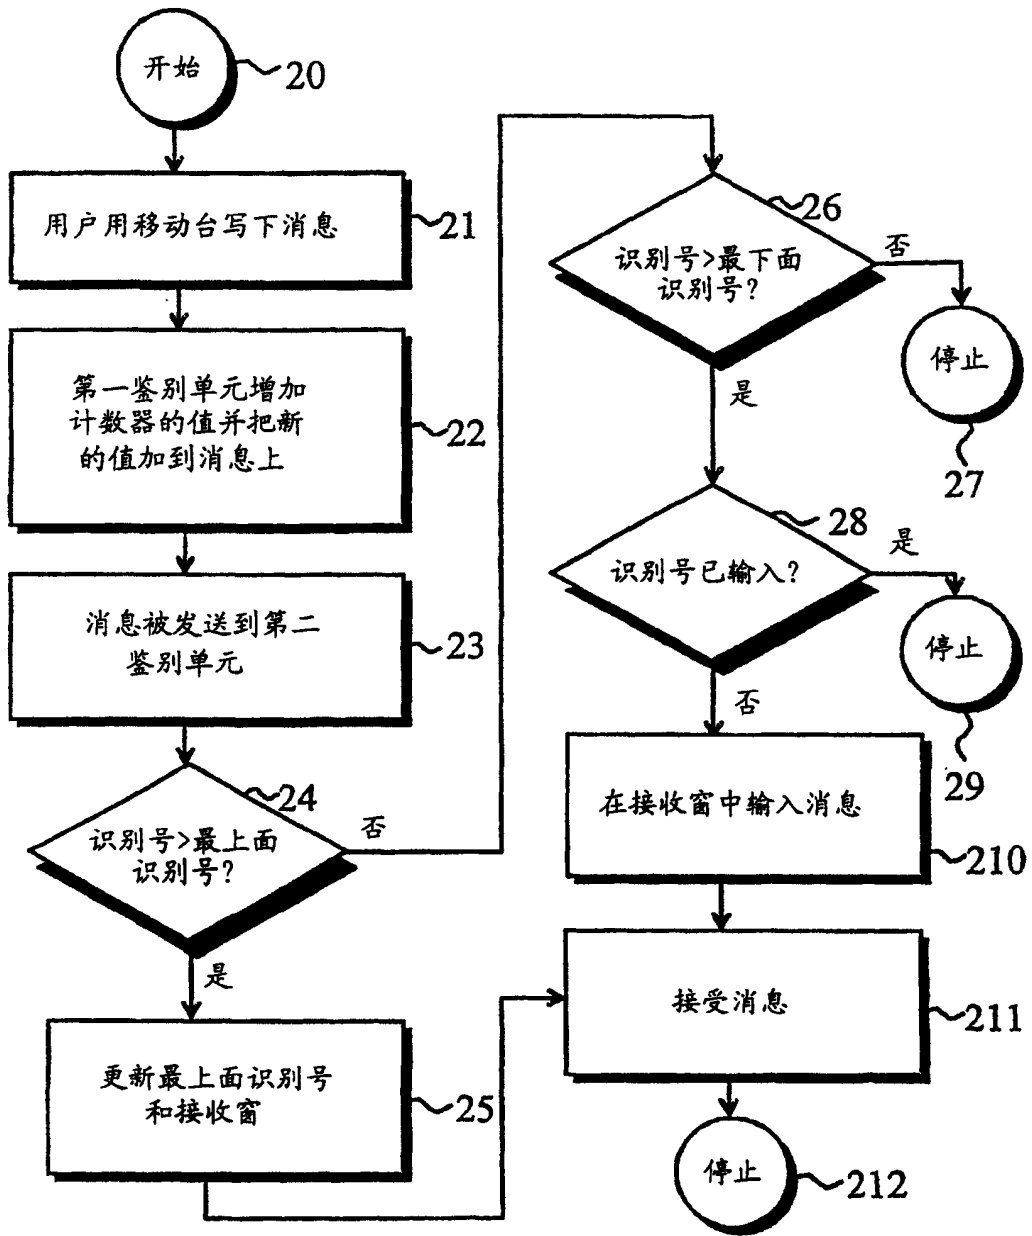 开始
20
用户用移动台写下消息
21
第一鉴别单元增加
计数器的值并把新
的值加到消息上
22
消息被发送到第二
鉴别单元
23
识别号>最上面
识别号?
24
否
是
更新最上面识别号
和接收窗
25
识别号>最下面
识别号?
26
否
停止
27
是
识别号已输入?
28
是
停止
29
否
在接收窗中输入消息
210
接受消息
211
停止
212